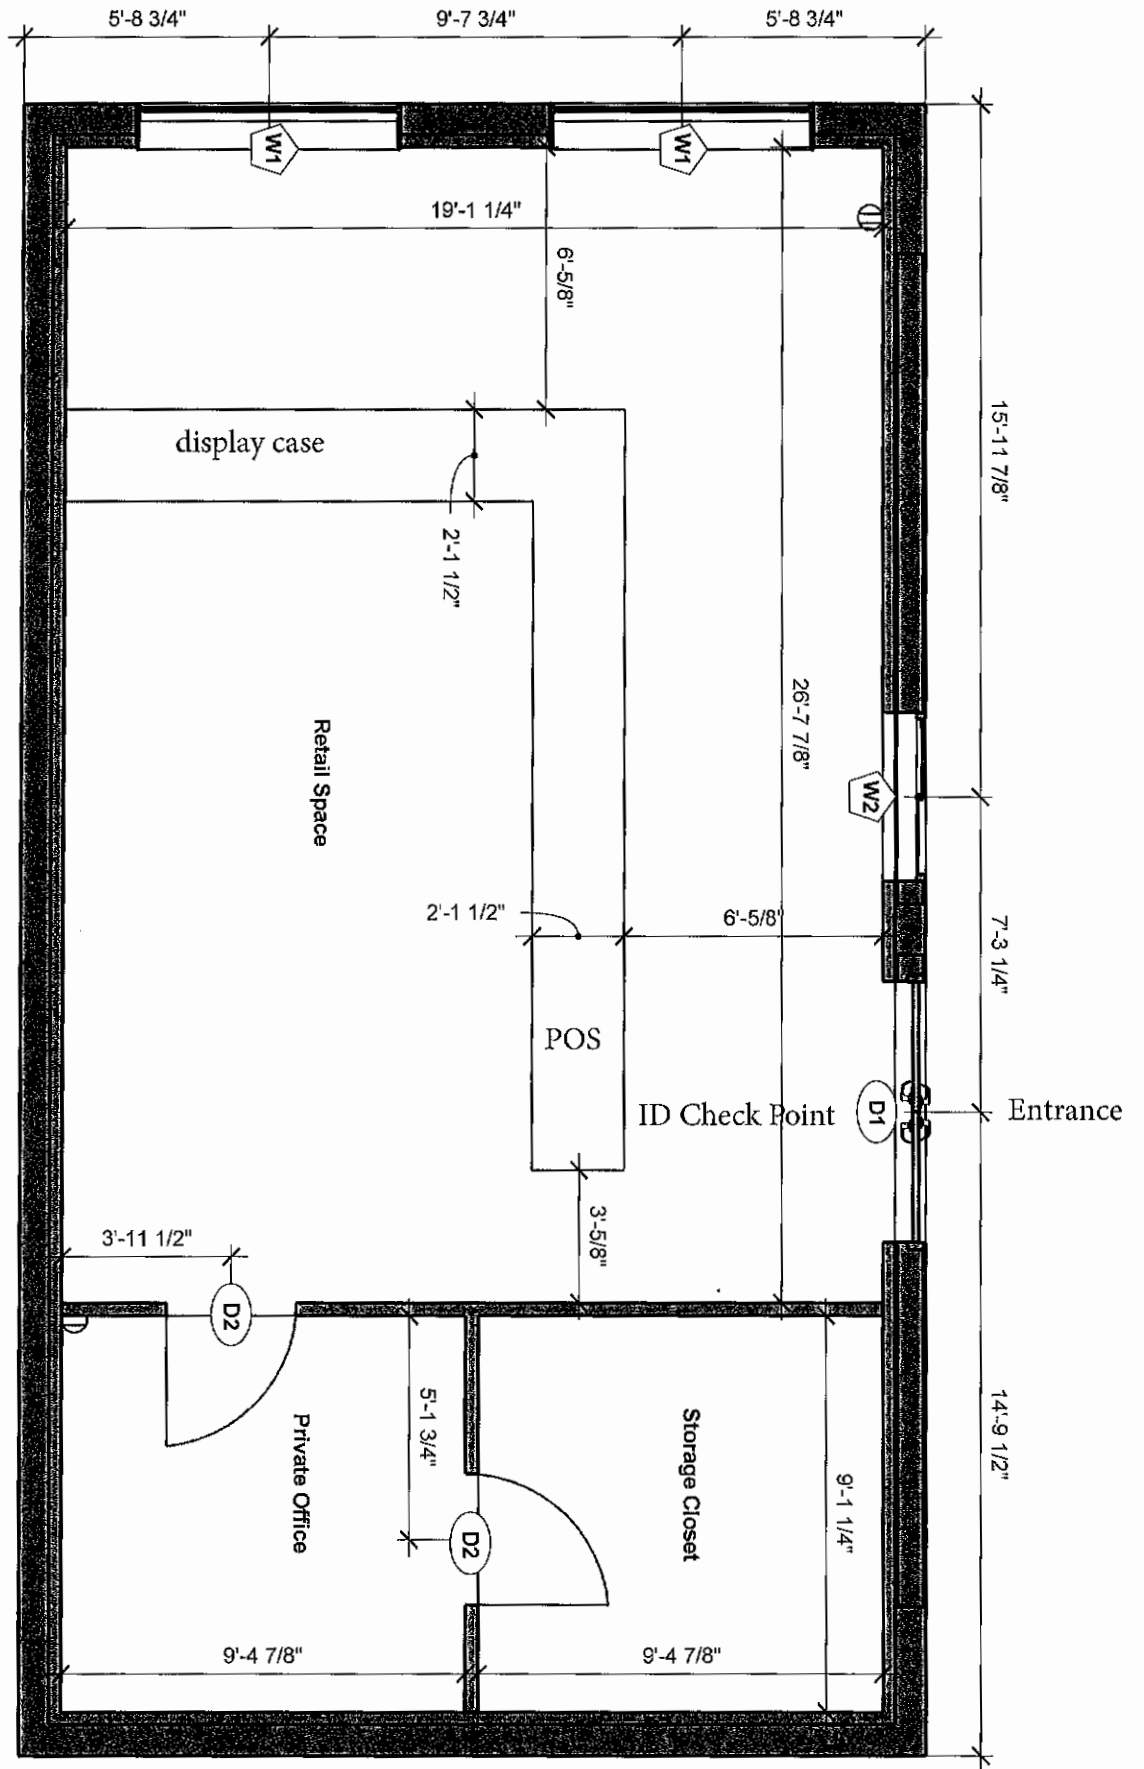 5'-8 3/4"
9'-7 3/4"
5'-8 3/4"
W1
W1
19'-1 1/4"
6'-5/8"
15'-11 7/8"
display case
2'-1 1/2"
26'-7 7/8"
Retail Space
W2
2'-1 1/2"
6'-5/8"
7'-3 1/4"
POS
ID Check Point
D1
Entrance
3'-5/8"
3'-11 1/2"
D2
5'-1 3/4"
Private Office
Storage Closet
14'-9 1/2"
9'-1 1/4"
D2
9'-4 7/8"
9'-4 7/8"